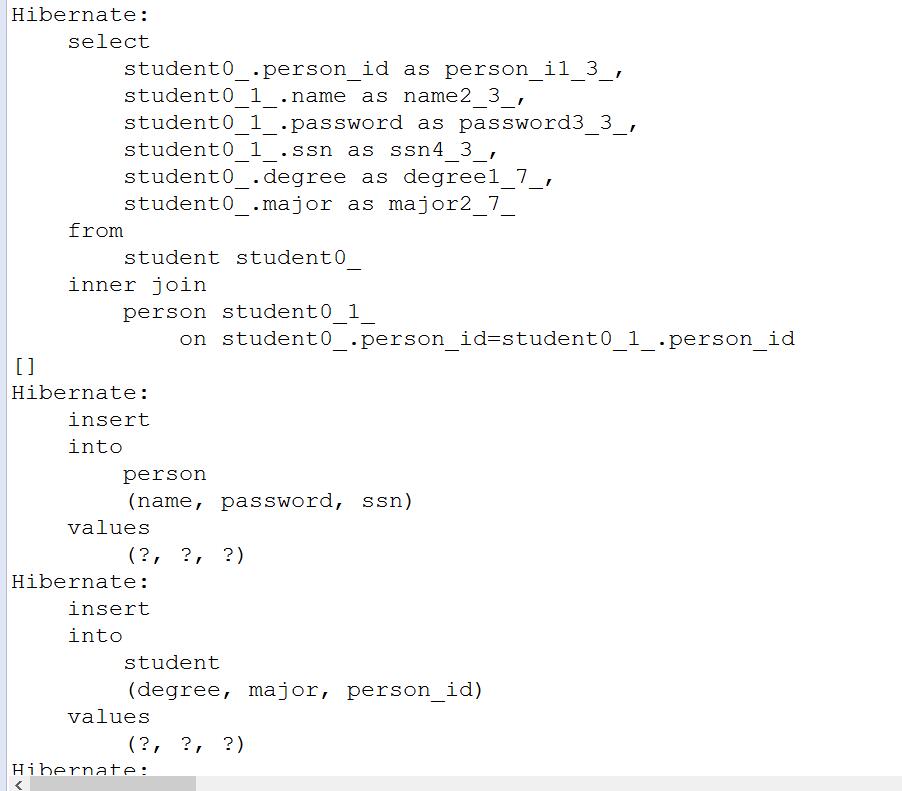 Hibernate:
    select
        student0_.person_id as person_i1_3_,
        student0_1_.name as name2_3_,
        student0_1_.password as password3_3_,
        student0_1_.ssn as ssn4_3_,
        student0_.degree as degree1_7_,
        student0_.major as major2_7_
    from
        student student0_
    inner join
        person student0_1_
            on student0_.person_id=student0_1_.person_id
[]
Hibernate:
    insert
    into
        person
        (name, password, ssn)
    values
        (?, ?, ?)
Hibernate:
    insert
    into
        student
        (degree, major, person_id)
    values
        (?, ?, ?)
Hibernate: